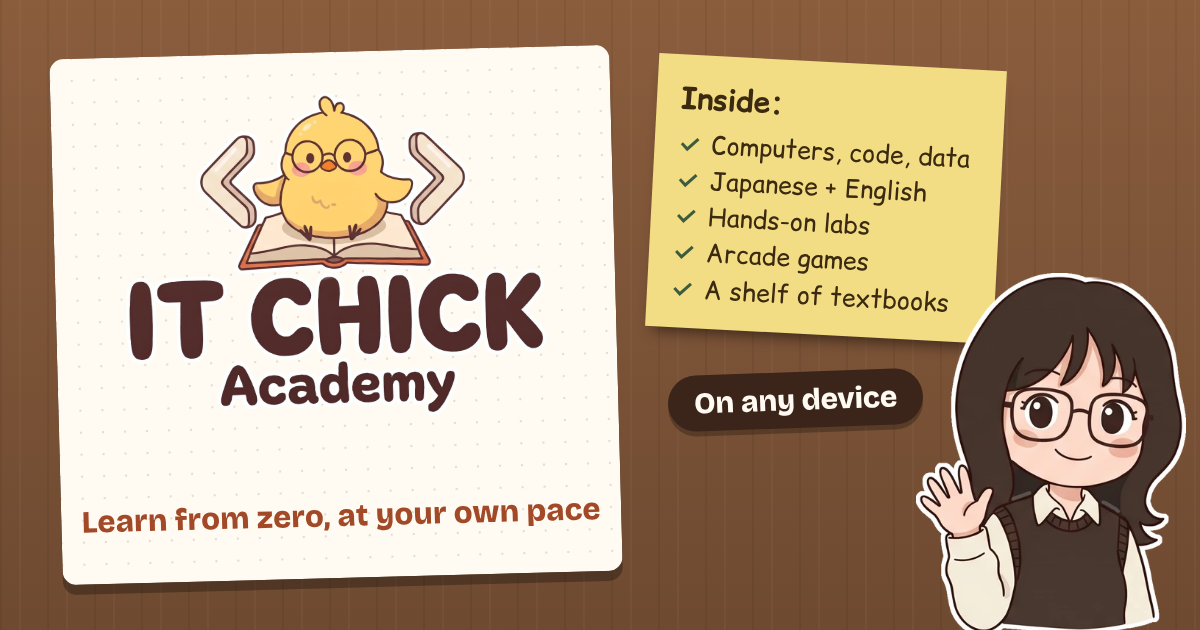 IT CHICK
Academy
Learn from zero, at your own pace
Inside:
Computers, code, data
Japanese + English
Hands-on labs
Arcade games
A shelf of textbooks
On any device